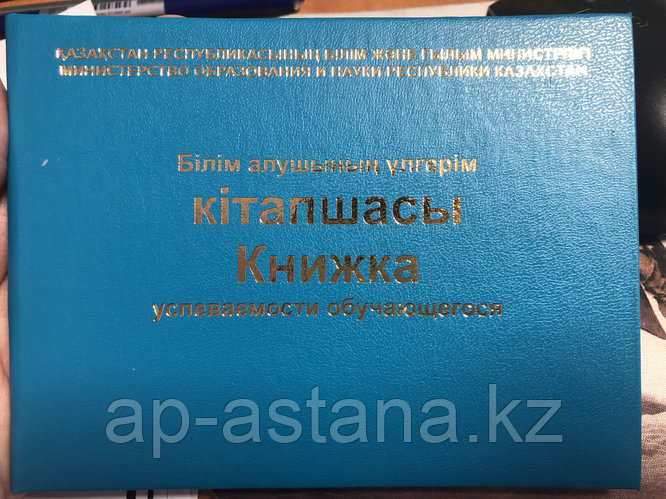 ҚАЗАҚСТАН РЕСПУБЛИКАСЫНЫҢ БІЛІМ ЖӘНЕ ҒЫЛЫМ МИНИСТРЛІГІ
МИНИСТЕРСТВО ОБРАЗОВАНИЯ И НАУКИ РЕСПУБЛИКИ КАЗАХСТАН
Білім алушының үлгерім
кітапшасы
Книжка
успеваемости обучающегося
ap-astana.kz